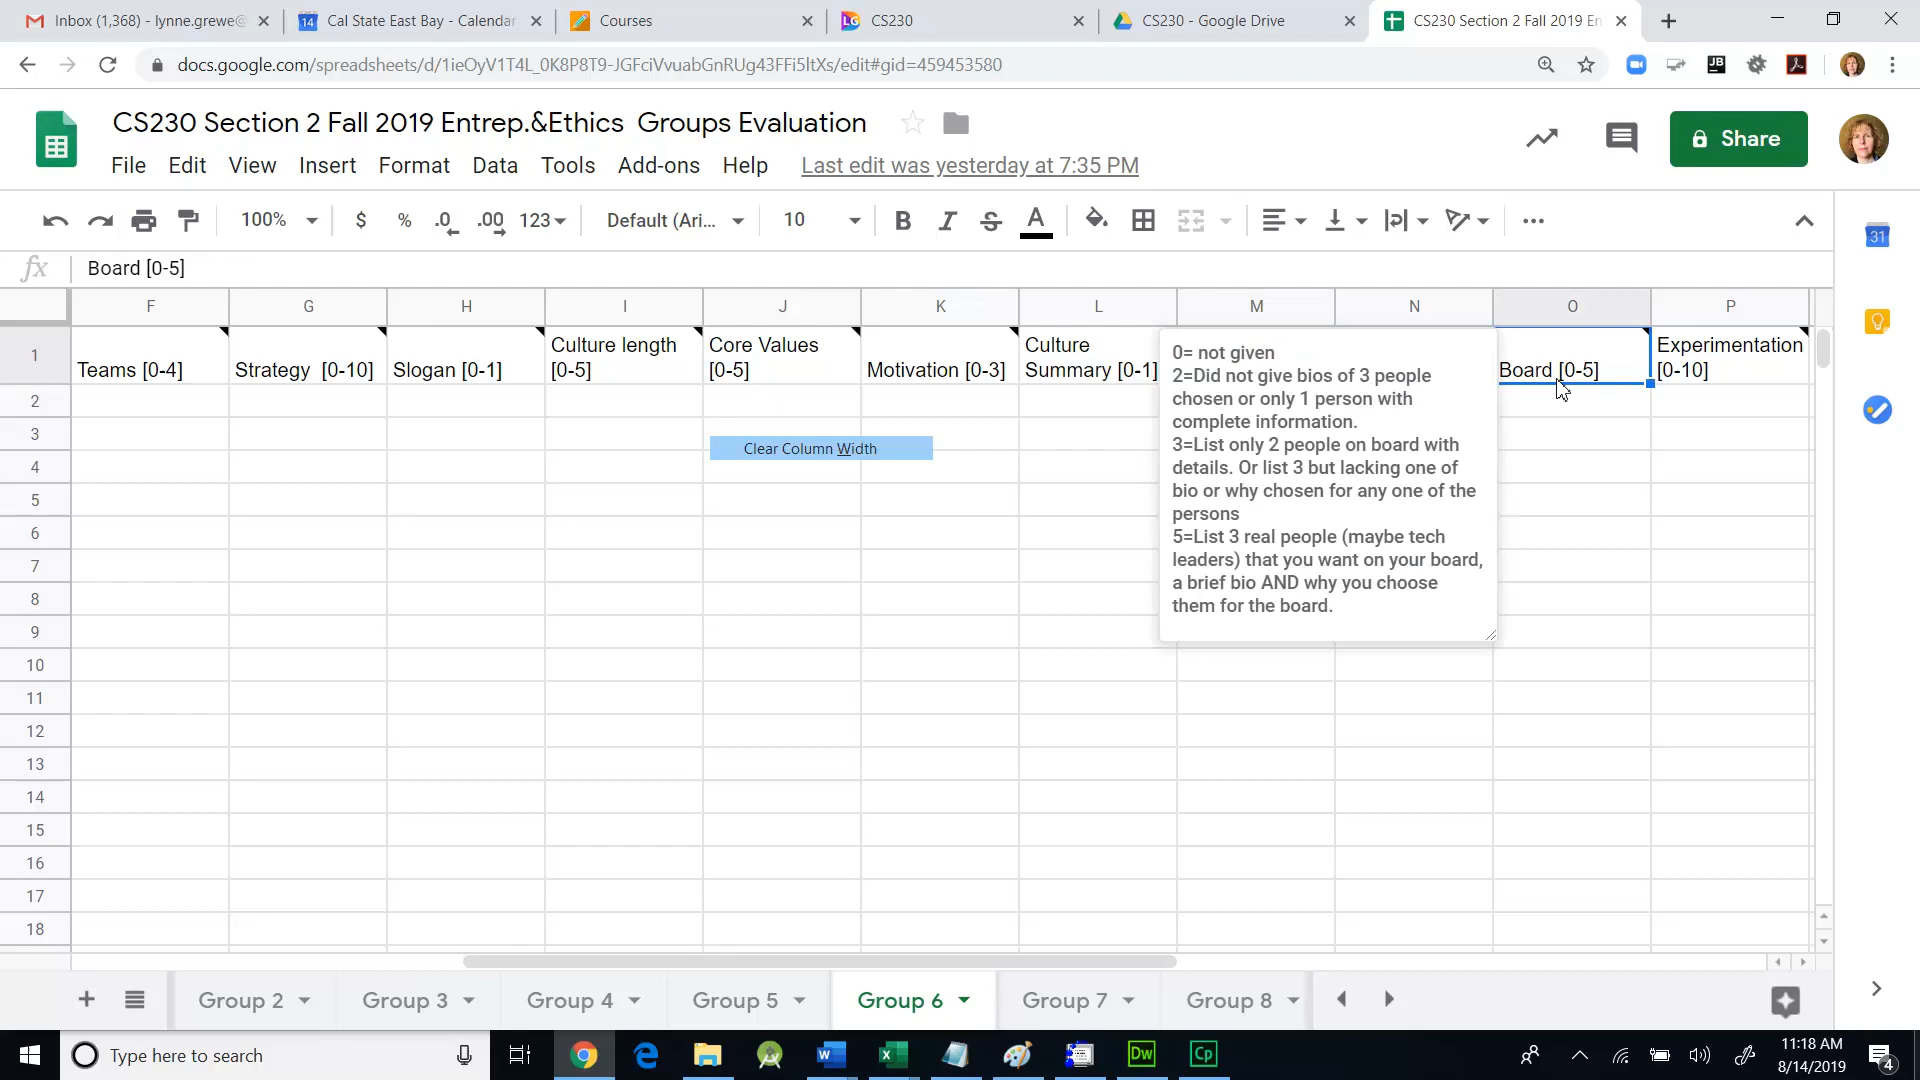 Inbox (1,368) - lynne.grewe@
Cal State East Bay - Calendar
Courses
CS230
CS230 - Google Drive
CS230 Section 2 Fall 2019 En
docs.google.com/spreadsheets/d/1ieOyV1T4L_0K8P8T9-JGFciVvuabGnRUg43FFi5ltXs/edit#gid=459453580
CS230 Section 2 Fall 2019 Entrep.&Ethics  Groups Evaluation
Share
File Edit View Insert Format Data Tools Add-ons Help Last edit was yesterday at 7:35 PM
100% $ % .0 .00 123 Default (Ari... 10 B I S A
31
fx Board [0-5]
F G H I J K L M N O P
1
Teams [0-4]
Strategy  [0-10]
Slogan [0-1]
Culture length
[0-5]
Core Values
[0-5]
Motivation [0-3]
Culture
Summary [0-1]
Board [0-5]
Experimentation
[0-10]
0= not given
2=Did not give bios of 3 people
chosen or only 1 person with
complete information.
3=List only 2 people on board with
details. Or list 3 but lacking one of
bio or why chosen for any one of the
persons
5=List 3 real people (maybe tech
leaders) that you want on your board,
a brief bio AND why you choose
them for the board.
Clear Column Width
2
3
4
5
6
7
8
9
10
11
12
13
14
15
16
17
18
Group 2 Group 3 Group 4 Group 5 Group 6 Group 7 Group 8
Type here to search
11:18 AM
8/14/2019
4